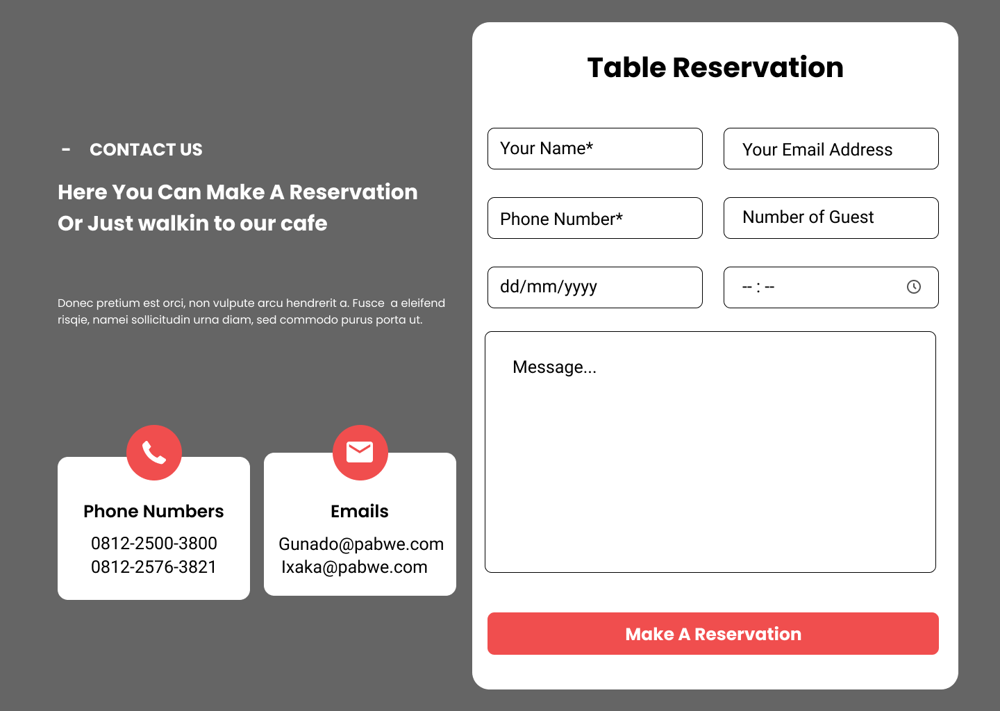 - CONTACT US
Here You Can Make A Reservation
Or Just walkin to our cafe
Donec pretium est orci, non vulpute arcu hendrerit a. Fusce  a eleifend
risqie, namei sollicitudin urna diam, sed commodo purus porta ut.
Phone Numbers
0812-2500-3800
0812-2576-3821
Emails
Gunado@pabwe.com
Ixaka@pabwe.com
Table Reservation
Your Name*
Your Email Address
Phone Number*
Number of Guest
dd/mm/yyyy
-- : --
Message...
Make A Reservation